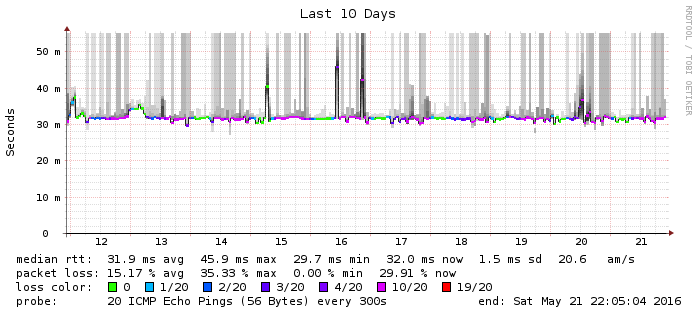 Last 10 Days
RRDTOOL / TOBI OETIKER
Seconds
50 m
40 m
30 m
20 m
10 m
0
12 13 14 15 16 17 18 19 20 21
median rtt: 31.9 ms avg 45.9 ms max 29.7 ms min 32.0 ms now 1.5 ms sd 20.6 am/s
packet loss: 15.17 % avg 35.33 % max 0.00 % min 29.91 % now
loss color: 0 1/20 2/20 3/20 4/20 10/20 19/20
probe: 20 ICMP Echo Pings (56 Bytes) every 300s end: Sat May 21 22:05:04 2016